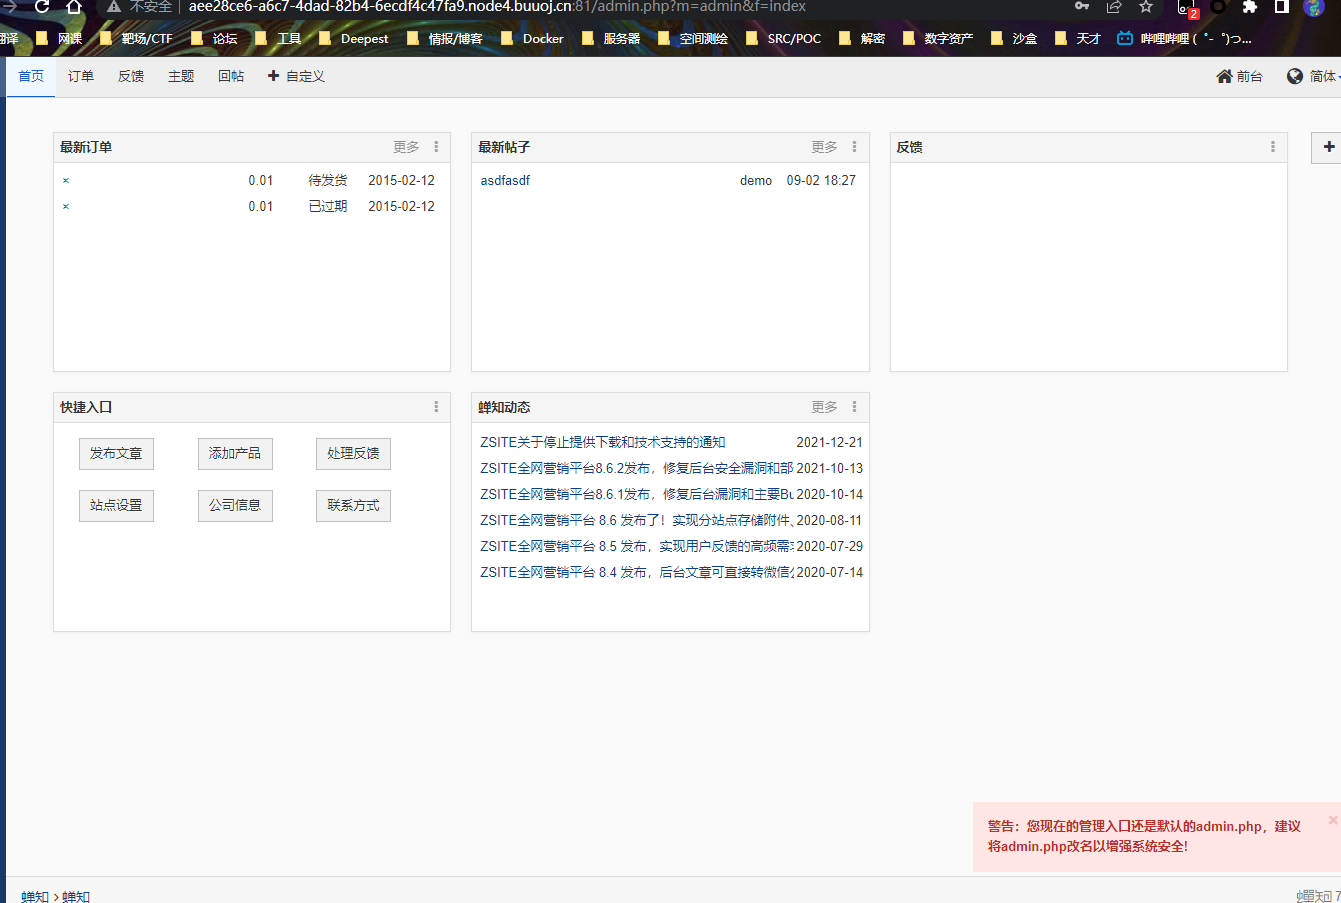 不安全 aee28ce6-a6c7-4dad-82b4-6ecdf4c47fa9.node4.buuoj.cn:81/admin.php?m=admin&f=index
2
翻译 网课 靶场/CTF 论坛 工具 Deepest 情报/博客 Docker 服务器 空间测绘 SRC/POC 解密 数字资产 沙盒 天才 哔哩哔哩 ( ゜- ゜)つ...
首页 订单 反馈 主题 回帖 自定义 前台 简体
最新订单 更多
× 0.01 待发货 2015-02-12
× 0.01 已过期 2015-02-12
最新帖子 更多
asdfasdf demo 09-02 18:27
反馈
快捷入口
发布文章 添加产品 处理反馈
站点设置 公司信息 联系方式
蝉知动态 更多
ZSITE关于停止提供下载和技术支持的通知 2021-12-21
ZSITE全网营销平台8.6.2发布，修复后台安全漏洞和部 2021-10-13
ZSITE全网营销平台8.6.1发布，修复后台漏洞和主要Bu 2020-10-14
ZSITE全网营销平台 8.6 发布了！实现分站点存储附件、 2020-08-11
ZSITE全网营销平台 8.5 发布，实现用户反馈的高频需求 2020-07-29
ZSITE全网营销平台 8.4 发布，后台文章可直接转微信公 2020-07-14
警告：您现在的管理入口还是默认的admin.php，建议
将admin.php改名以增强系统安全!
蝉知 > 蝉知 蟬知 7